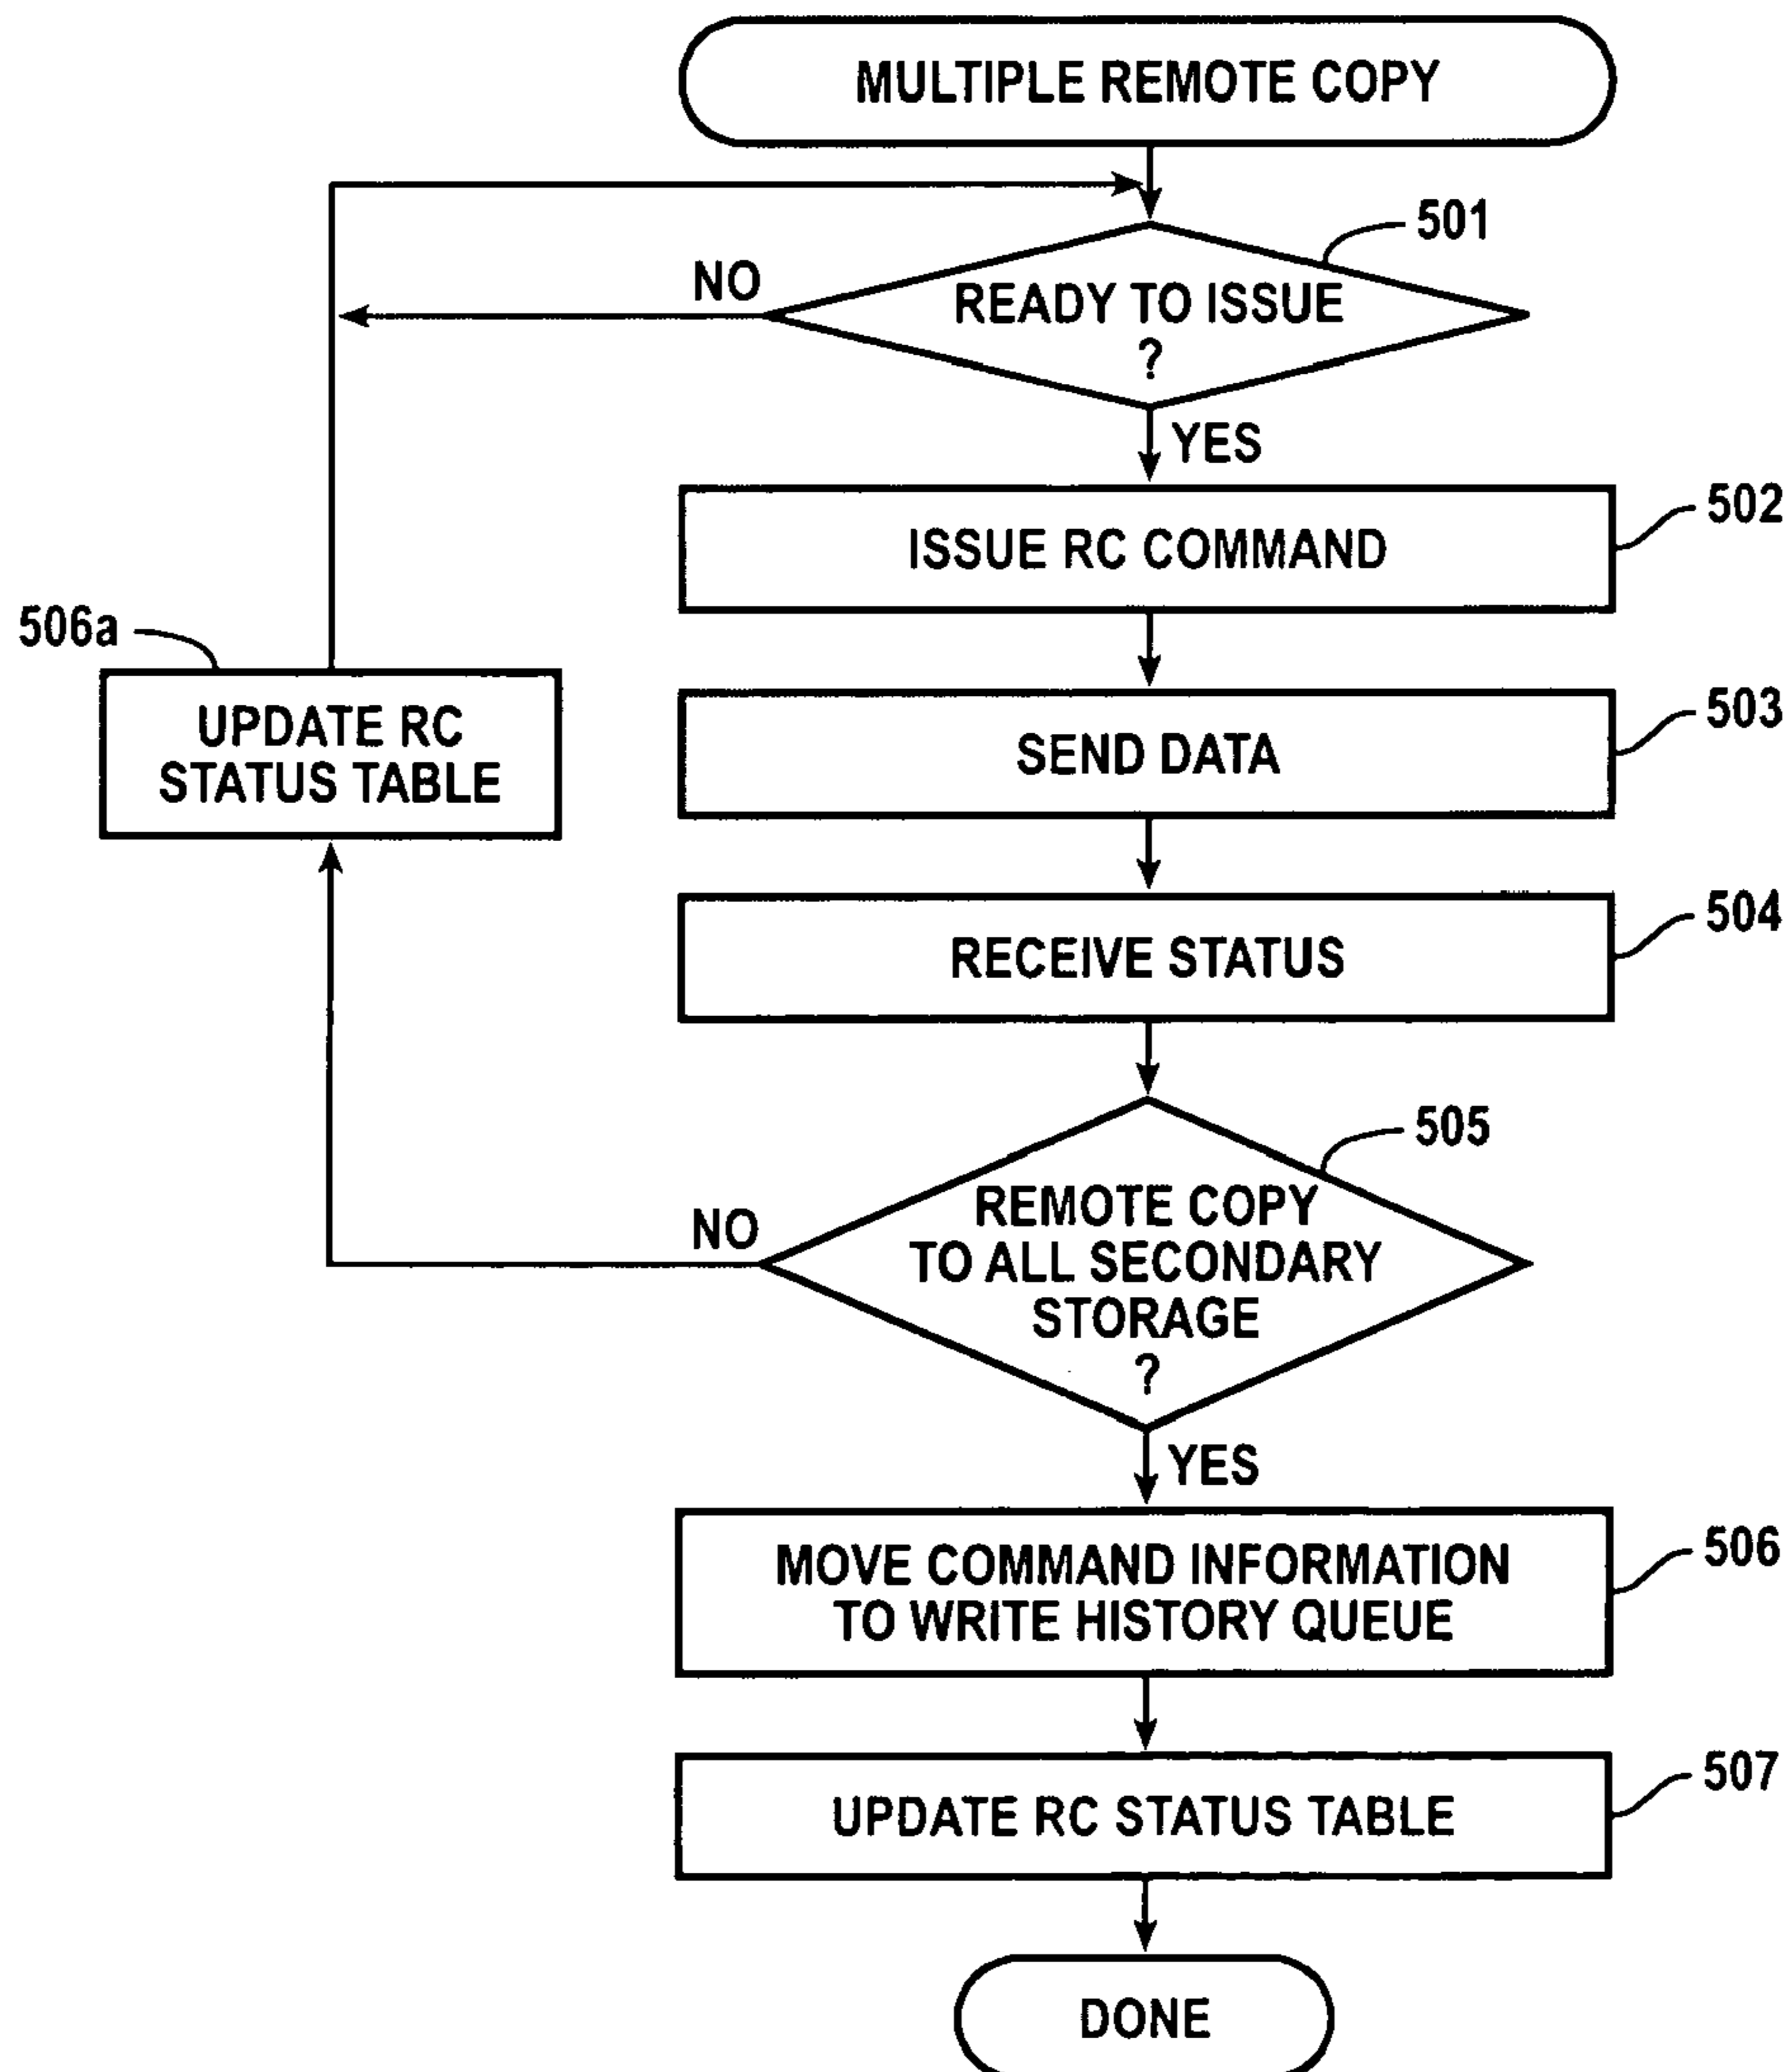 MULTIPLE REMOTE COPY
501
NO
READY TO ISSUE
?
YES
502
ISSUE RC COMMAND
506a
UPDATE RC
STATUS TABLE
503
SEND DATA
504
RECEIVE STATUS
505
NO
REMOTE COPY
TO ALL SECONDARY
STORAGE
?
YES
506
MOVE COMMAND INFORMATION
TO WRITE HISTORY QUEUE
507
UPDATE RC STATUS TABLE
DONE